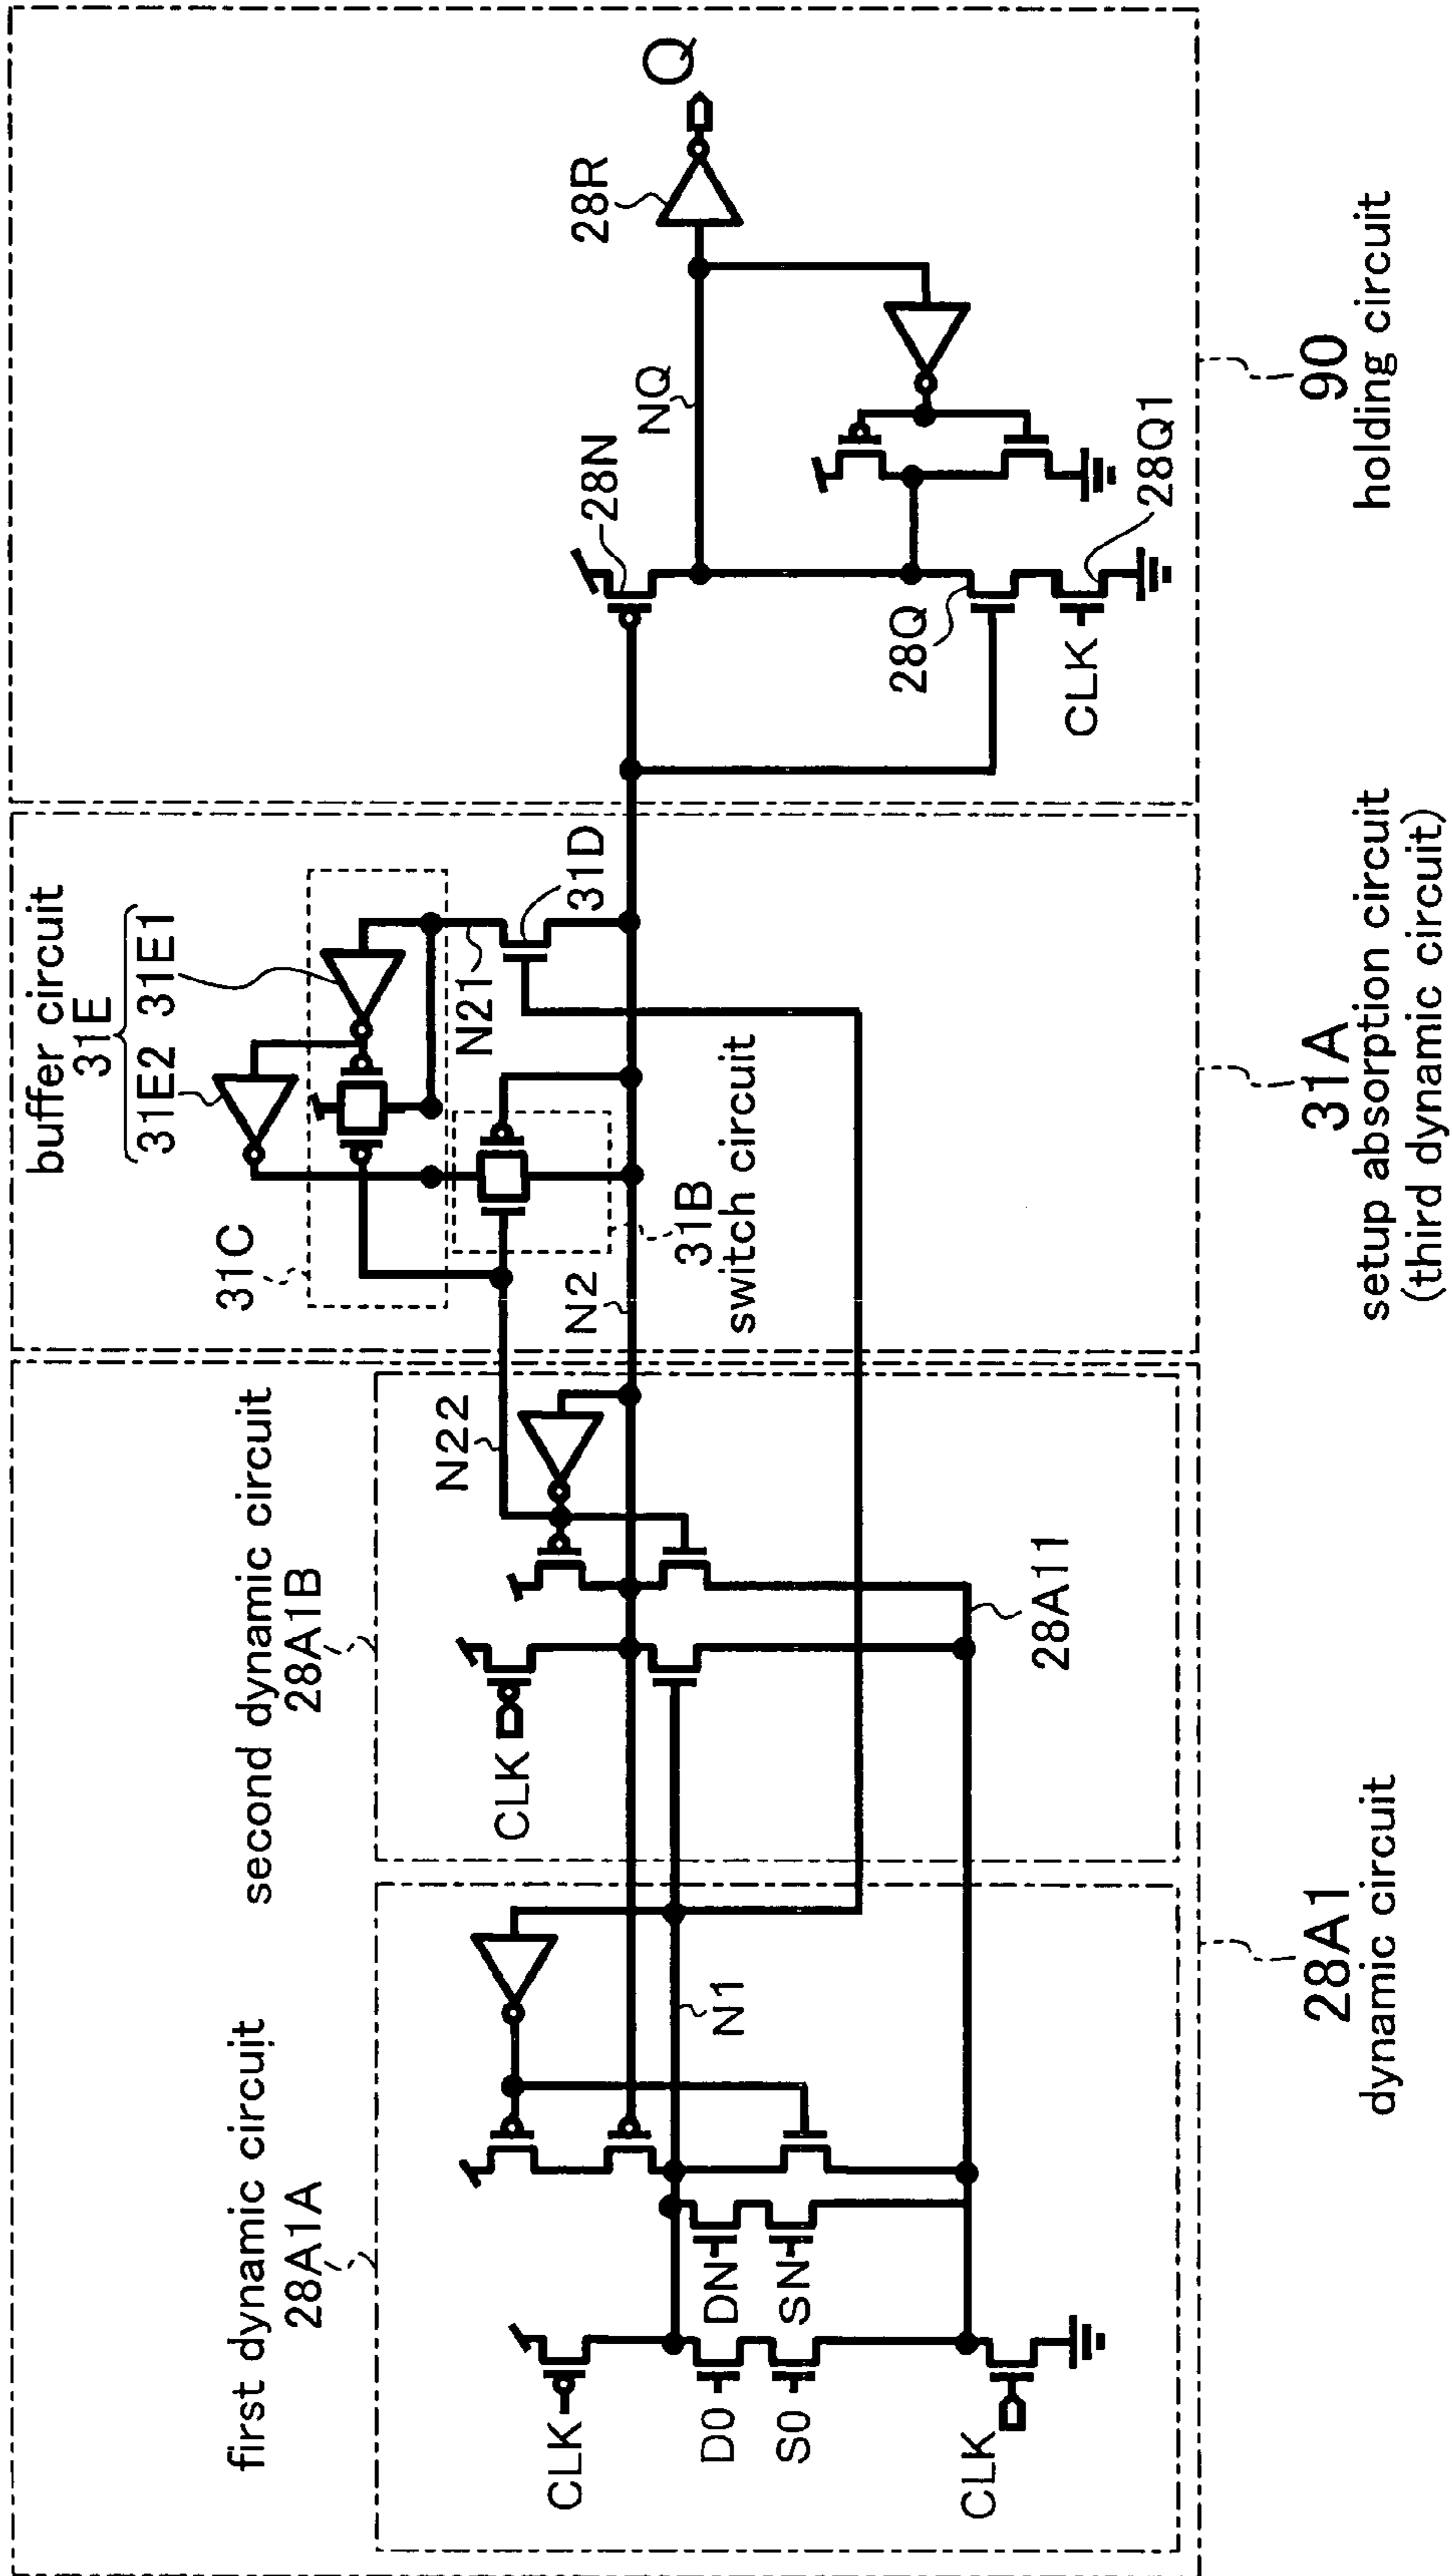 first dynamic circuit
28A1A
second dynamic circuit
28A1B
31C
buffer circuit
31E
31E2 31E1
CLK
D0
S0
DN
SN
CLK
N1
CLK
N22
28A11
N2
31B
switch circuit
N21
31D
28N
NQ
28R
Q
28Q
CLK
28Q1
28A1
dynamic circuit
31A
setup absorption circuit
(third dynamic circuit)
90
holding circuit